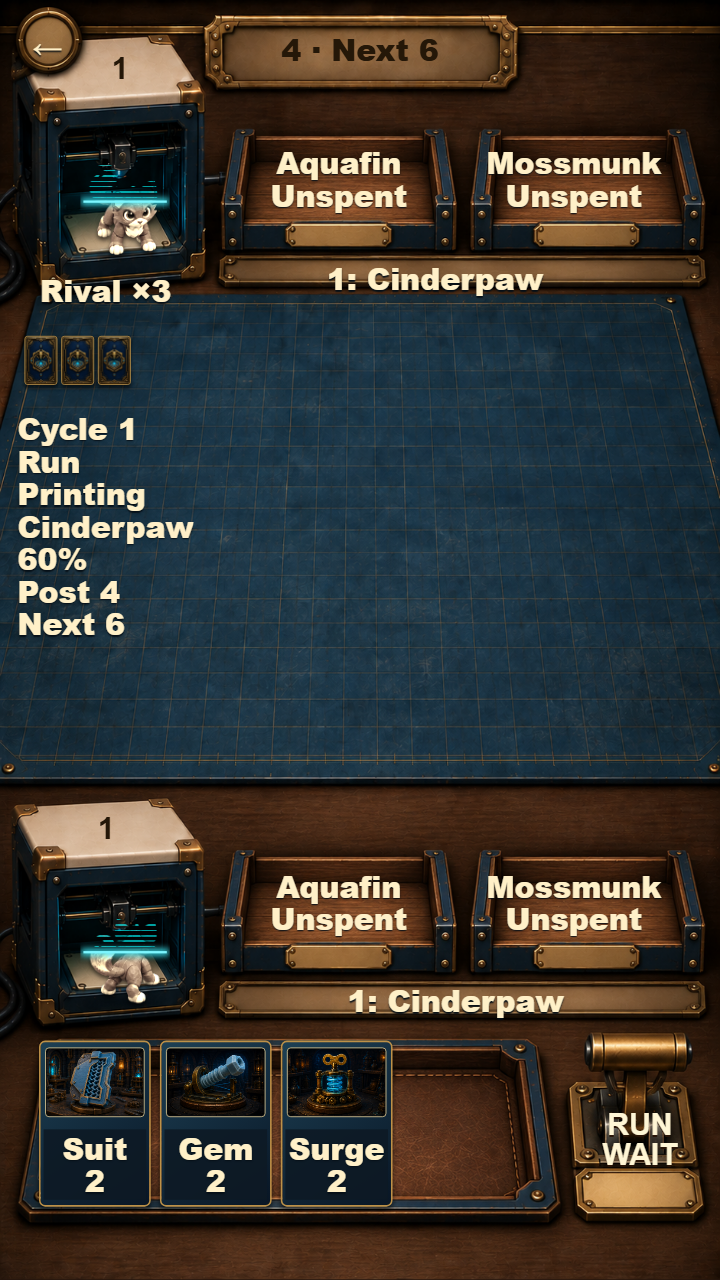 ←
4 · Next 6
1
Aquafin
Unspent
Mossmunk
Unspent
1: Cinderpaw
Rival ×3
Cycle 1
Run
Printing
Cinderpaw
60%
Post 4
Next 6
1
Aquafin
Unspent
Mossmunk
Unspent
1: Cinderpaw
Suit
2
Gem
2
Surge
2
RUN
WAIT